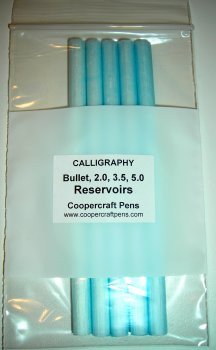 CALLIGRAPHY
Bullet, 2.0, 3.5, 5.0
Reservoirs
Coopercraft Pens
www.coopercraftpens.com